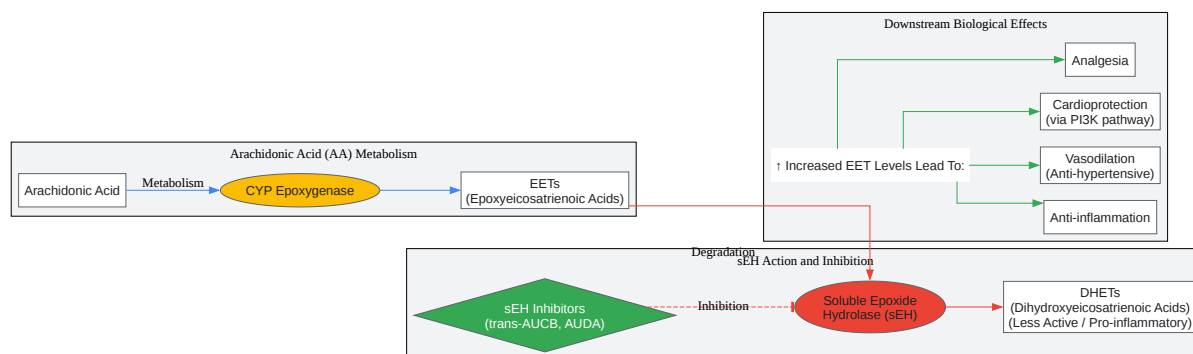 Downstream Biological Effects
Analgesia
Cardioprotection
(via PI3K pathway)
↑ Increased EET Levels Lead To:
Vasodilation
(Anti-hypertensive)
Anti-inflammation
Arachidonic Acid (AA) Metabolism
Arachidonic Acid
Metabolism
CYP Epoxygenase
EETs
(Epoxyeicosatrienoic Acids)
Degradation
sEH Action and Inhibition
sEH Inhibitors
(trans-AUCB, AUDA)
Inhibition
Soluble Epoxide
Hydrolase (sEH)
DHETs
(Dihydroxyeicosatrienoic Acids)
(Less Active / Pro-inflammatory)